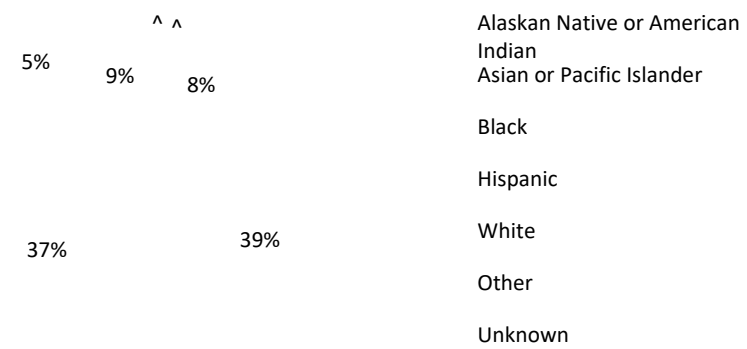 ^ ^
5%
9%
8%
37%
39%
Alaskan Native or American
Indian
Asian or Pacific Islander
Black
Hispanic
White
Other
Unknown